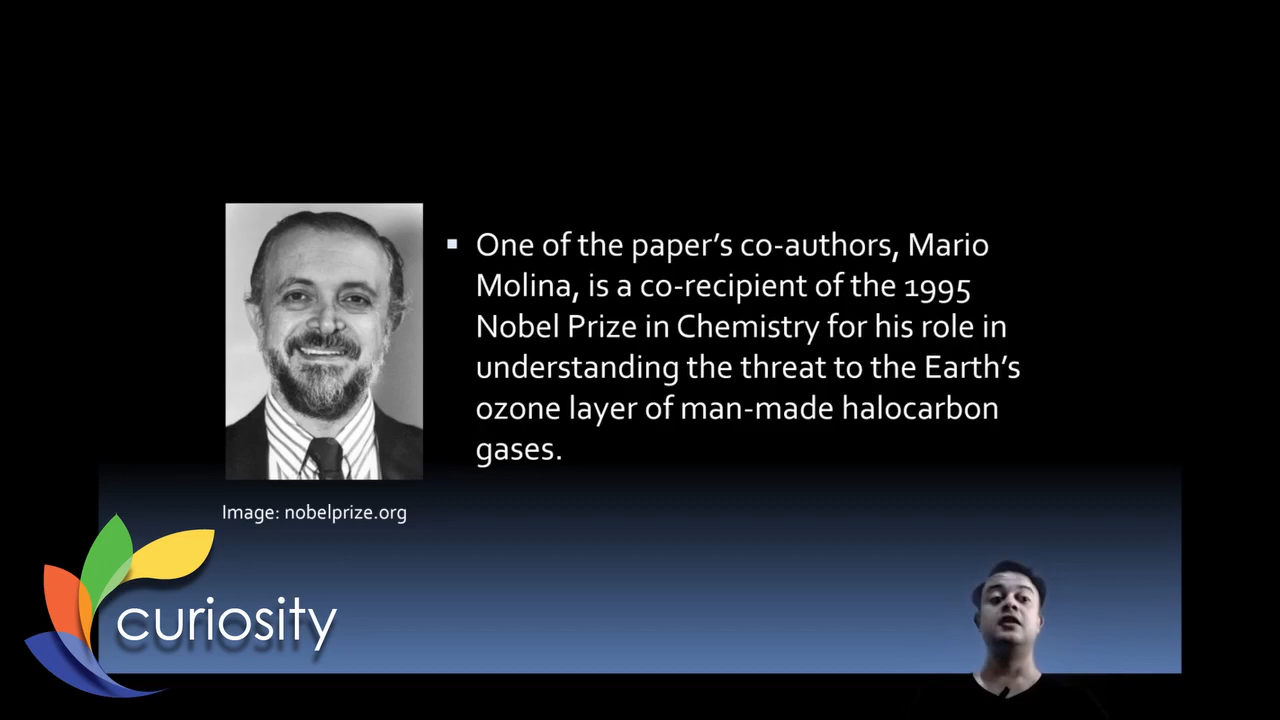 ▪ One of the paper’s co-authors, Mario
Molina, is a co-recipient of the 1995
Nobel Prize in Chemistry for his role in
understanding the threat to the Earth’s
ozone layer of man-made halocarbon
gases.
Image: nobelprize.org
curiosity